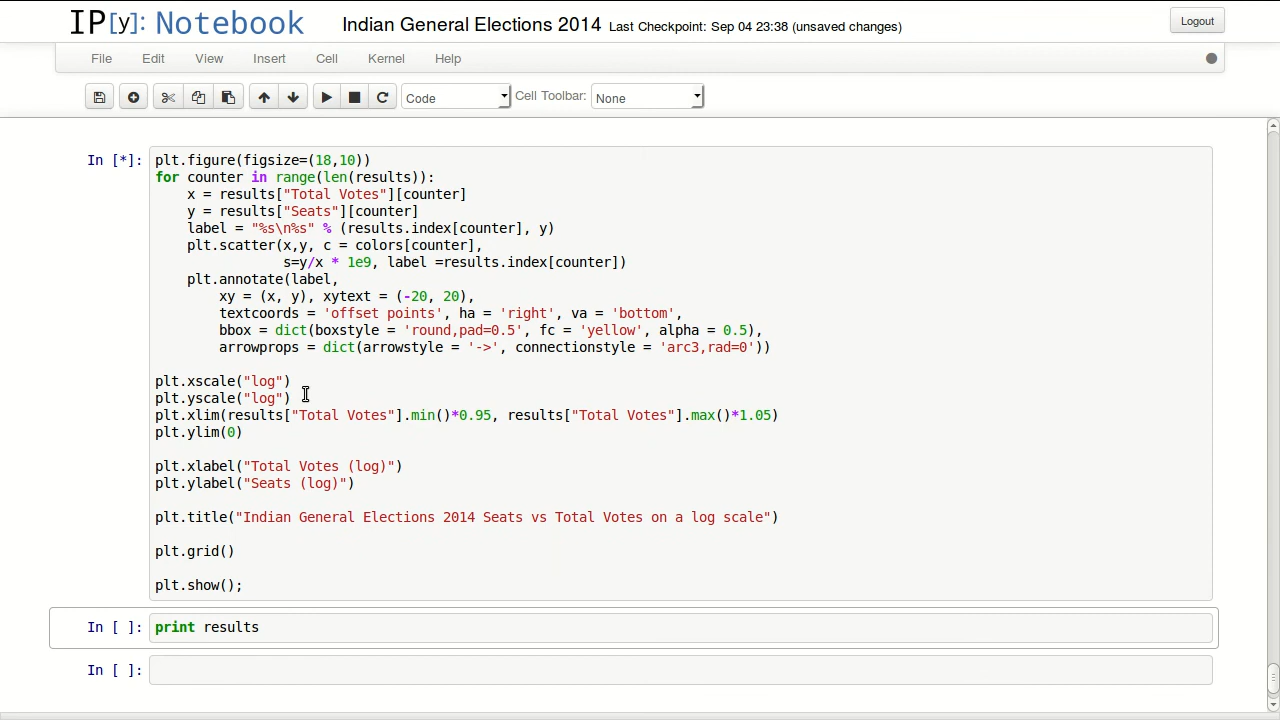 IP[y]: Notebook Indian General Elections 2014 Last Checkpoint: Sep 04 23:38 (unsaved changes) Logout
File Edit View Insert Cell Kernel Help
Code Cell Toolbar: None
In [*]: plt.figure(figsize=(18,10))
for counter in range(len(results)):
    x = results["Total Votes"][counter]
    y = results["Seats"][counter]
    label = "%s\n%s" % (results.index[counter], y)
    plt.scatter(x,y, c = colors[counter],
                s=y/x * 1e9, label =results.index[counter])
    plt.annotate(label,
        xy = (x, y), xytext = (-20, 20),
        textcoords = 'offset points', ha = 'right', va = 'bottom',
        bbox = dict(boxstyle = 'round,pad=0.5', fc = 'yellow', alpha = 0.5),
        arrowprops = dict(arrowstyle = '->', connectionstyle = 'arc3,rad=0'))
plt.xscale("log")
plt.yscale("log")
plt.xlim(results["Total Votes"].min()*0.95, results["Total Votes"].max()*1.05)
plt.ylim(0)
plt.xlabel("Total Votes (log)")
plt.ylabel("Seats (log)")
plt.title("Indian General Elections 2014 Seats vs Total Votes on a log scale")
plt.grid()
plt.show();
In [ ]: print results
In [ ]: